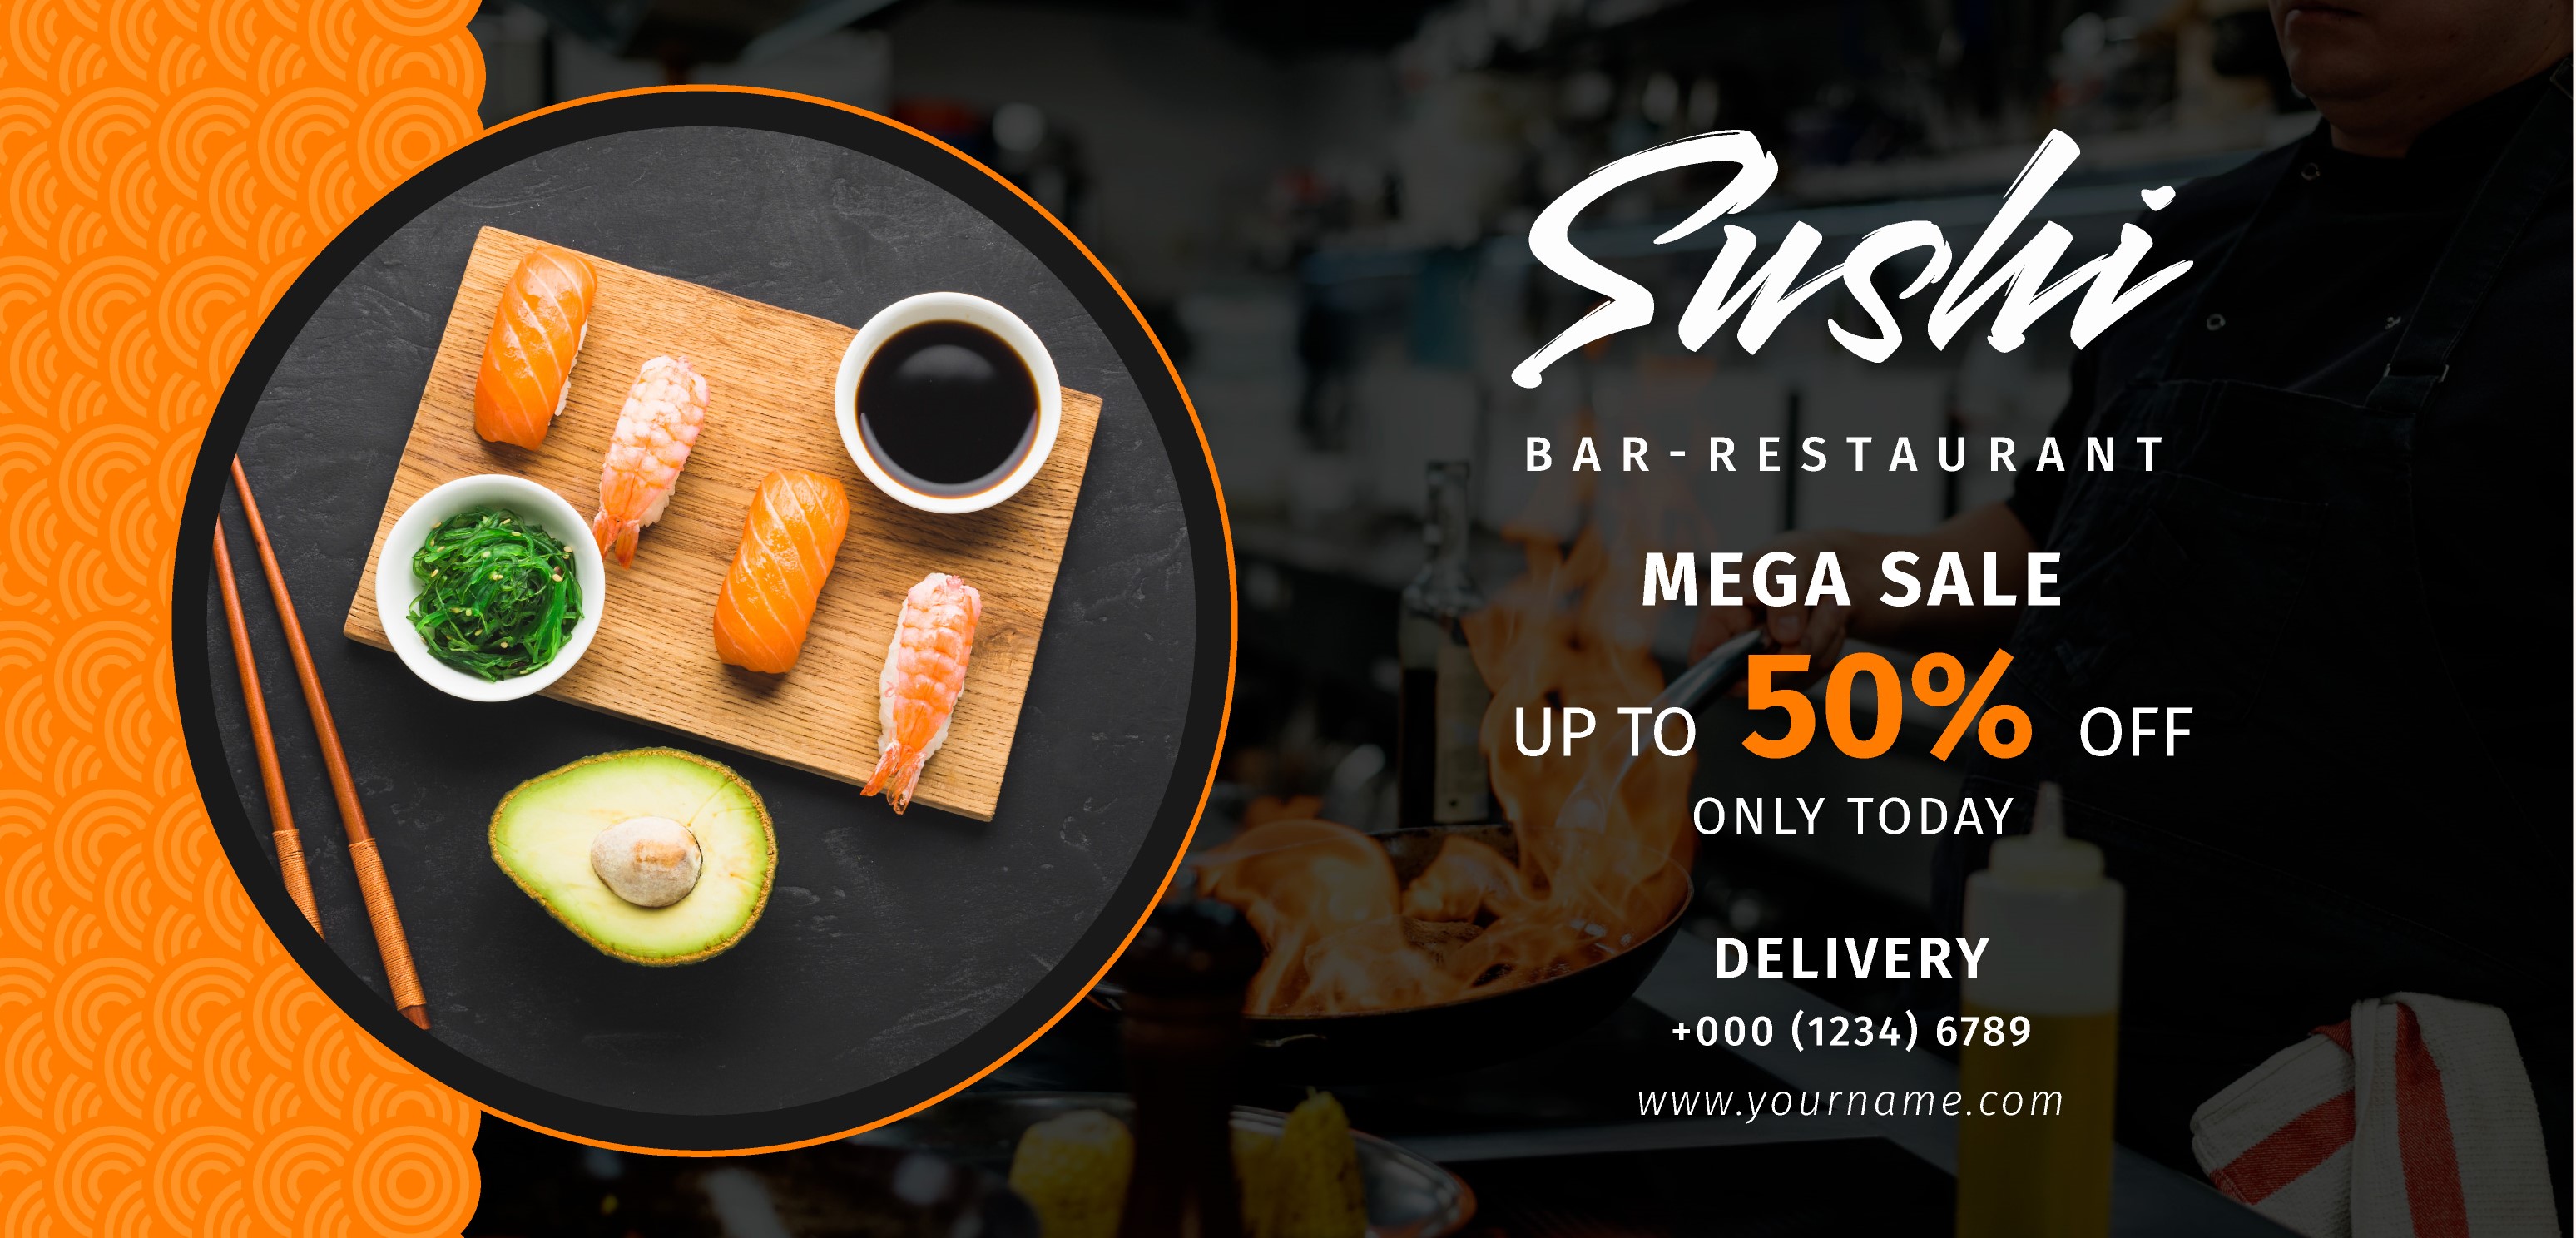 Sushi
BAR-RESTAURANT
MEGA SALE
UP TO 50% OFF
ONLY TODAY
DELIVERY
+000 (1234) 6789
www.yourname.com